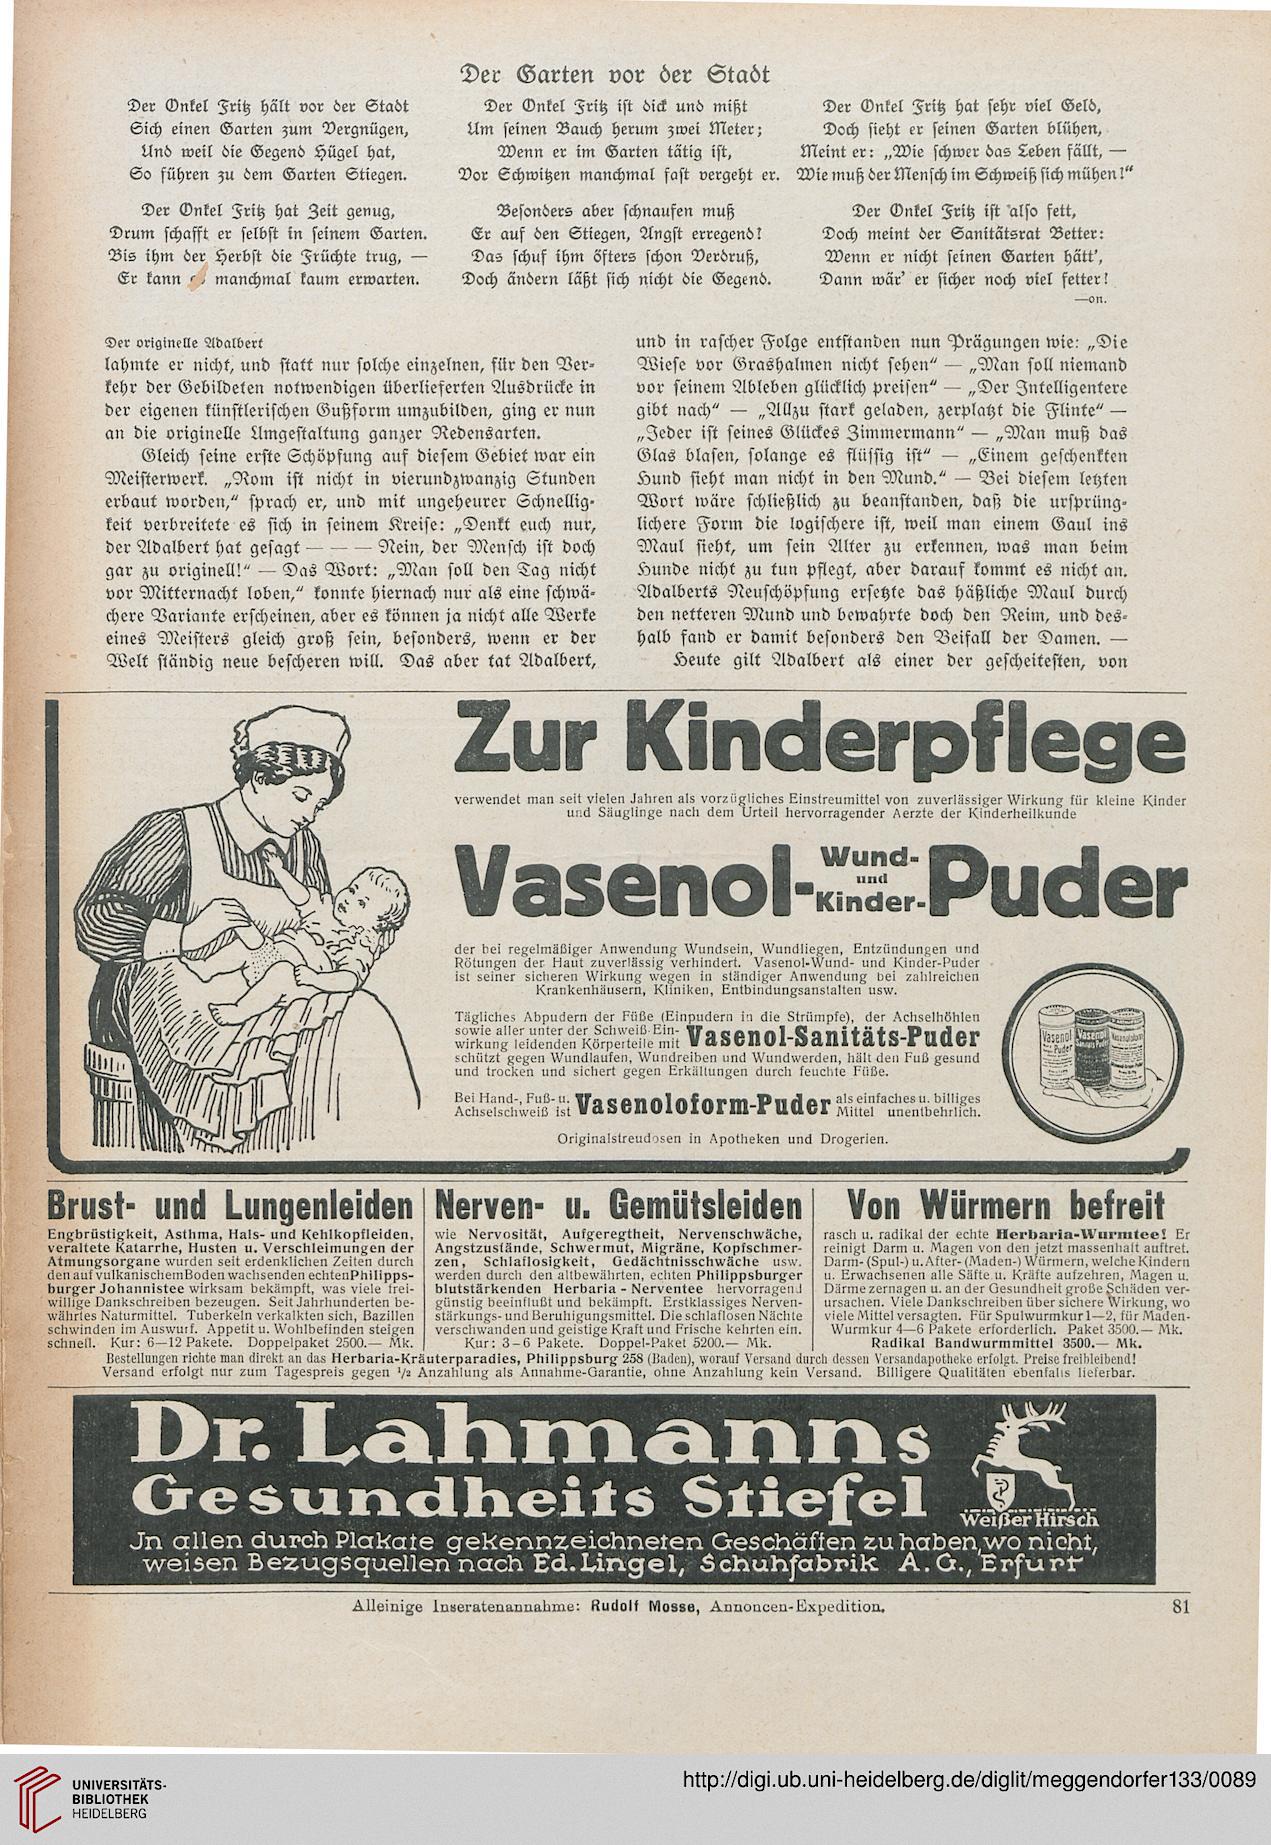 Der Garten vor der Stadt
Der Onkel Fritz hält vor der Stadt
Sich einen Garten zum Vergnügen,
Und weil die Gegend Hügel hat,
So führen zu dem Garten Stiegen.
Der Onkel Fritz hat Zeit genug,
Drum schafft er selbst in seinem Garten.
Bis ihm der Herbst die Früchte trug, —
Er kann manchmal kaum erwarten.
Der Onkel Fritz ist dick und mißt
Um seinen Bauch herum zwei Meter;
Wenn er im Garten tätig ist,
Vor Schwitzen manchmal fast vergeht er.
Besonders aber schnaufen muß
Er auf den Stiegen, Angst erregend!
Das schuf ihm öfters schon Verdruß,
Doch ändern läßt sich nicht die Gegend.
Der Onkel Fritz hat sehr viel Geld,
Doch sieht er seinen Garten blühen,
Meint er: „Wie schwer das Leben fällt, —
Wie muß der Mensch im Schweiß sich mühen!“
Der Onkel Fritz ist also fett,
Doch meint der Sanitätsrat Vetter:
Wenn er nicht seinen Garten hätt’,
Dann wär’ er sicher noch viel fetter!
—on.
Der originelle Adalbert
lahmte er nicht, und statt nur solche einzelnen, für den Ver-
kehr der Gebildeten notwendigen überlieferten Ausdrücke in
der eigenen künstlerischen Gußform umzubilden, ging er nun
an die originelle Umgestaltung ganzer Redensarten.
Gleich seine erste Schöpfung auf diesem Gebiet war ein
Meisterwerk. „Rom ist nicht in vierundzwanzig Stunden
erbaut worden,“ sprach er, und mit ungeheurer Schnellig-
keit verbreitete es sich in seinem Kreise: „Denkt euch nur,
der Adalbert hat gesagt — — — Nein, der Mensch ist doch
gar zu originell!“ — Das Wort: „Man soll den Tag nicht
vor Mitternacht loben,“ konnte hiernach nur als eine schwä-
chere Variante erscheinen, aber es können ja nicht alle Werke
eines Meisters gleich groß sein, besonders, wenn er der
Welt ständig neue bescheren will. Das aber tat Adalbert,
und in rascher Folge entstanden nun Prägungen wie: „Die
Wiese vor Grashalmen nicht sehen“ — „Man soll niemand
vor seinem Ableben glücklich preisen“ — „Der Intelligentere
gibt nach“ — „Allzu stark geladen, zerplatzt die Flinte“ —
„Jeder ist seines Glückes Zimmermann“ — „Man muß das
Glas blasen, solange es flüssig ist“ — „Einem geschenkten
Hund sieht man nicht in den Mund.“ — Bei diesem letzten
Wort wäre schließlich zu beanstanden, daß die ursprüng-
lichere Form die logischere ist, weil man einem Gaul ins
Maul sieht, um sein Alter zu erkennen, was man beim
Hunde nicht zu tun pflegt, aber darauf kommt es nicht an.
Adalberts Neuschöpfung ersetzte das häßliche Maul durch
den netteren Mund und bewahrte doch den Reim, und des-
halb fand er damit besonders den Beifall der Damen. —
Heute gilt Adalbert als einer der gescheitesten, von
Zur Kinderpflege
verwendet man seit vielen Jahren als vorzügliches Einstreumittel von zuverlässiger Wirkung für kleine Kinder
und Säuglinge nach dem Urteil hervorragender Aerzte der Kinderheilkunde
Vasenol-Wund- und Kinder-Puder
der bei regelmäßiger Anwendung Wundsein, Wundliegen, Entzündungen und
Rötungen der Haut zuverlässig verhindert. Vasenol-Wund- und Kinder-Puder
ist seiner sicheren Wirkung wegen in ständiger Anwendung bei zahlreichen
Krankenhäusern, Kliniken, Entbindungsanstalten usw.
Tägliches Abpudern der Füße (Einpudern in die Strümpfe), der Achselhöhlen
sowie aller unter der Schweiß-Ein-
wirkung leidenden Körperteile mit Vasenol-Sanitäts-Puder
schützt gegen Wundlaufen, Wundreiben und Wundwerden, hält den Fuß gesund
und trocken und sichert gegen Erkältungen durch feuchte Füße.
Bei Hand-, Fuß- u.
Achselschweiß ist Vasenoloform-Puder als einfaches u. billiges
Mittel unentbehrlich.
Originalstreudosen in Apotheken und Drogerien.
Vasenol
Puder
Vasenol
Sanitäts Puder
Vasenoloform
Brust- und Lungenleiden
Engbrüstigkeit, Asthma, Hals- und Kehlkopfleiden,
veraltete Katarrhe, Husten u. Verschleimungen der
Atmungsorgane wurden seit erdenklichen Zeiten durch
den auf vulkanischem Boden wachsenden echten Philipps-
burger Johannistee wirksam bekämpft, was viele frei-
willige Dankschreiben bezeugen. Seit Jahrhunderten be-
währtes Naturmittel. Tuberkeln verkalkten sich, Bazillen
schwinden im Auswurf. Appetit u. Wohlbefinden steigen
schnell. Kur: 6—12 Pakete. Doppelpaket 2500.— Mk.
Nerven- u. Gemütsleiden
wie Nervosität, Aufgeregtheit, Nervenschwäche,
Angstzustände, Schwermut, Migräne, Kopfschmer-
zen, Schlaflosigkeit, Gedächtnisschwäche usw.
werden durch den altbewährten, echten Philippsburger
blutstärkenden Herbaria-Nerventee hervorragend
günstig beeinflußt und bekämpft. Erstklassiges Nerven-
stärkungs- und Beruhigungsmittel. Die schlaflosen Nächte
verschwanden und geistige Kraft und Frische kehrten ein.
Kur: 3-6 Pakete. Doppel-Paket 5200.— Mk.
Von Würmern befreit
rasch u. radikal der echte Herbaria-Wurmtee! Er
reinigt Darm u. Magen von den jetzt massenhaft auftret.
Darm- (Spul-) u. After- (Maden-) Würmern, welche Kindern
u. Erwachsenen alle Säfte u. Kräfte aufzehren, Magen u.
Därme zernagen u. an der Gesundheit große Schäden ver-
ursachen. Viele Dankschreiben über sichere Wirkung, wo
viele Mittel versagten. Für Spulwurmkur 1—2, für Maden-
Wurmkur 4—6 Pakete erforderlich. Paket 3500.— Mk.
Radikal Bandwurmmittel 3500.— Mk.
Bestellungen richte man direkt an das Herbaria-Kräuterparadies, Philippsburg 258 (Baden), worauf Versand durch dessen Versandapotheke erfolgt. Preise freibleibend!
Versand erfolgt nur zum Tagespreis gegen ½ Anzahlung als Annahme-Garantie, ohne Anzahlung kein Versand. Billigere Qualitäten ebenfalls lieferbar.
Dr. Lahmanns
Gesundheits Stiefel
Weißer Hirsch
Jn allen durch Plakate gekennzeichneten Geschäften zu haben, wo nicht,
weisen Bezugsquellen nach Ed. Lingel, Schuhfabrik A. G., Erfurt
Alleinige Inseratenannahme: Rudolf Mosse, Annoncen-Expedition.
81
UNIVERSITÄTS-
BIBLIOTHEK
HEIDELBERG
http://digi.ub.uni-heidelberg.de/diglit/meggendorfer133/0089